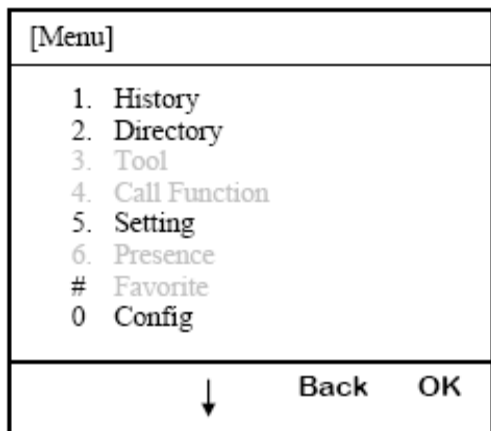 [Menu]
1. History
2. Directory
3. Tool
4. Call Function
5. Setting
6. Presence
# Favorite
0 Config
↓ Back OK